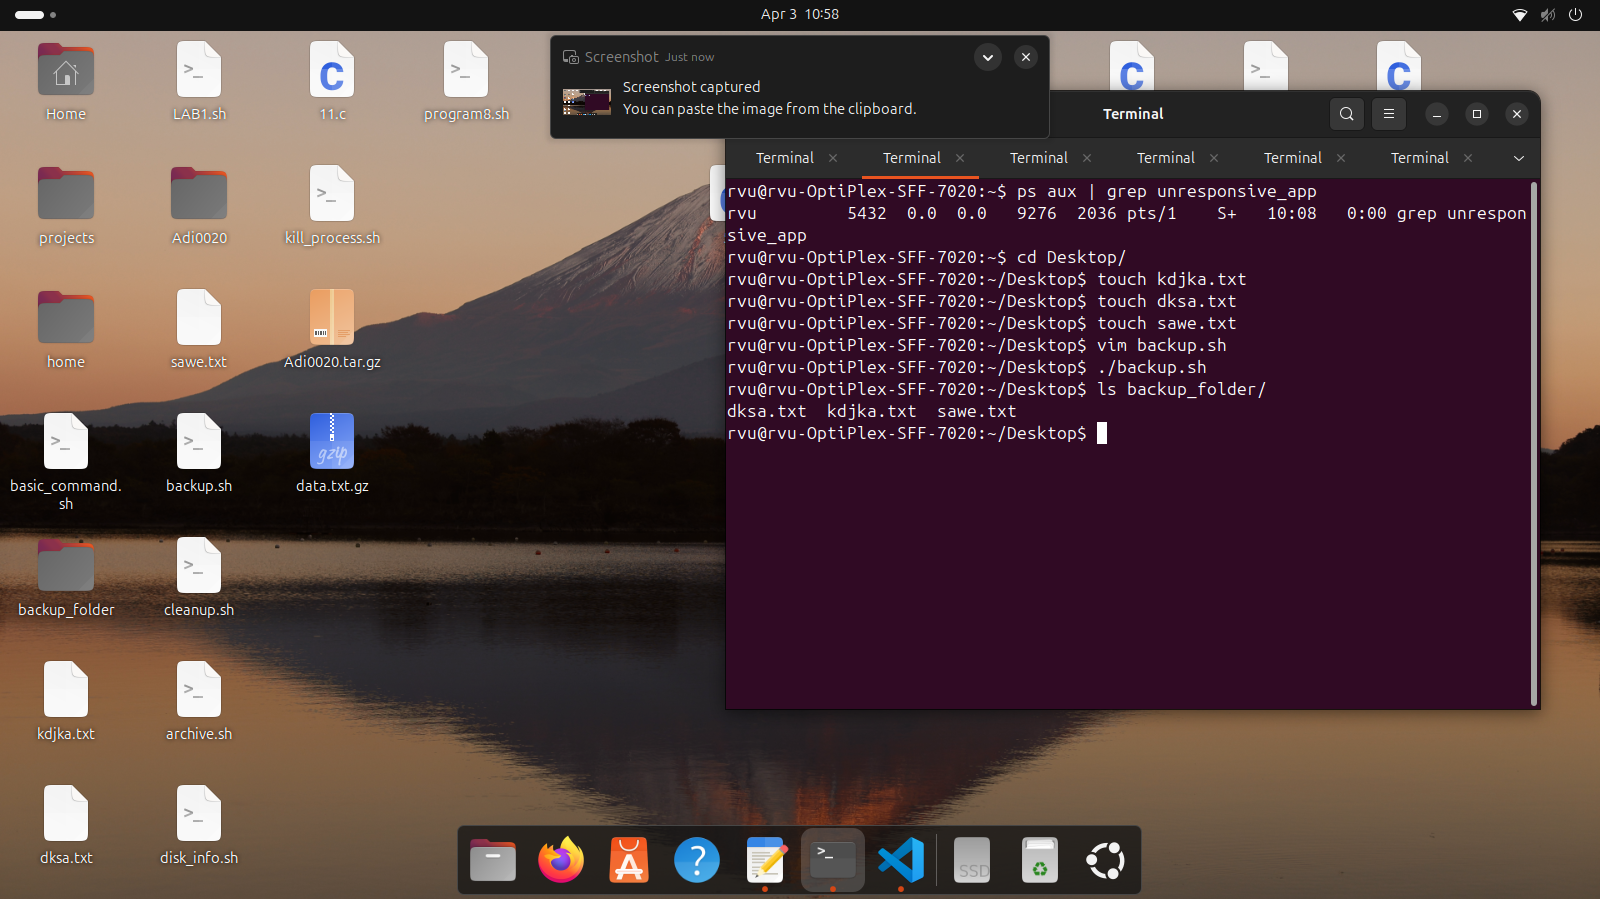 Apr 3 10:58
Home
LAB1.sh
11.c
program8.sh
projects
Adi0020
kill_process.sh
home
sawe.txt
Adi0020.tar.gz
basic_command.
sh
backup.sh
data.txt.gz
gzip
backup_folder
cleanup.sh
kdjka.txt
archive.sh
dksa.txt
disk_info.sh
Screenshot Just now
Screenshot captured
You can paste the image from the clipboard.
Terminal
Terminal Terminal Terminal Terminal Terminal Terminal
rvu@rvu-OptiPlex-SFF-7020:~$ ps aux | grep unresponsive_app
rvu 5432 0.0 0.0 9276 2036 pts/1 S+ 10:08 0:00 grep unrespon
sive_app
rvu@rvu-OptiPlex-SFF-7020:~$ cd Desktop/
rvu@rvu-OptiPlex-SFF-7020:~/Desktop$ touch kdjka.txt
rvu@rvu-OptiPlex-SFF-7020:~/Desktop$ touch dksa.txt
rvu@rvu-OptiPlex-SFF-7020:~/Desktop$ touch sawe.txt
rvu@rvu-OptiPlex-SFF-7020:~/Desktop$ vim backup.sh
rvu@rvu-OptiPlex-SFF-7020:~/Desktop$ ./backup.sh
rvu@rvu-OptiPlex-SFF-7020:~/Desktop$ ls backup_folder/
dksa.txt kdjka.txt sawe.txt
rvu@rvu-OptiPlex-SFF-7020:~/Desktop$
SSD